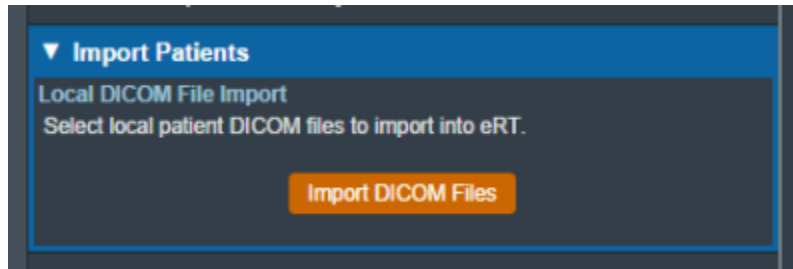 Import Patients
Local DICOM File Import
Select local patient DICOM files to import into eRT.
Import DICOM Files